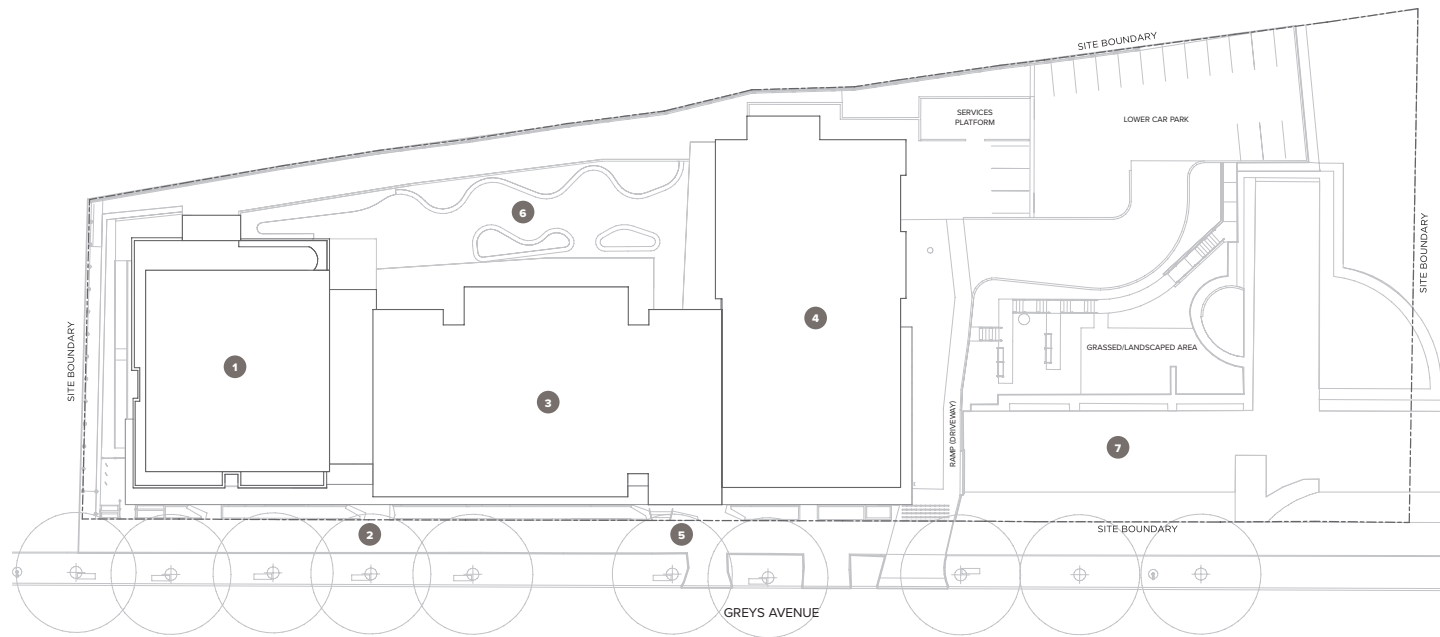 SITE BOUNDARY
SERVICES
PLATFORM
LOWER CAR PARK
6
SITE BOUNDARY
4
SITE BOUNDARY
GRASSED/LANDSCAPED AREA
1
3
RAMP (DRIVEWAY)
7
2
5
SITE BOUNDARY
GREYS AVENUE